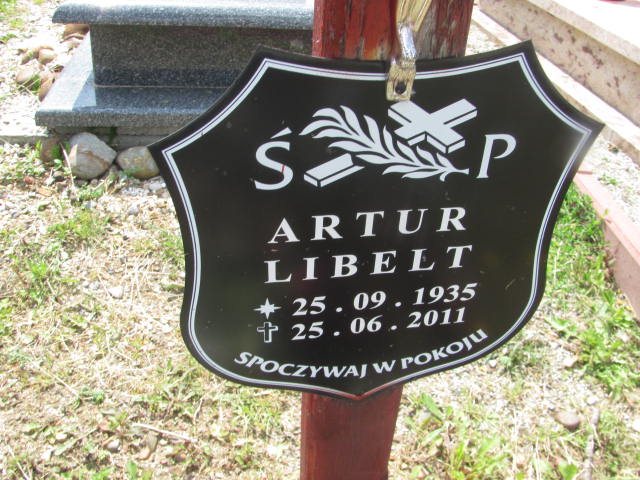 Ś P
ARTUR
LIBELT
25.09.1935
25.06.2011
SPOCZYWAJ W POKOJU